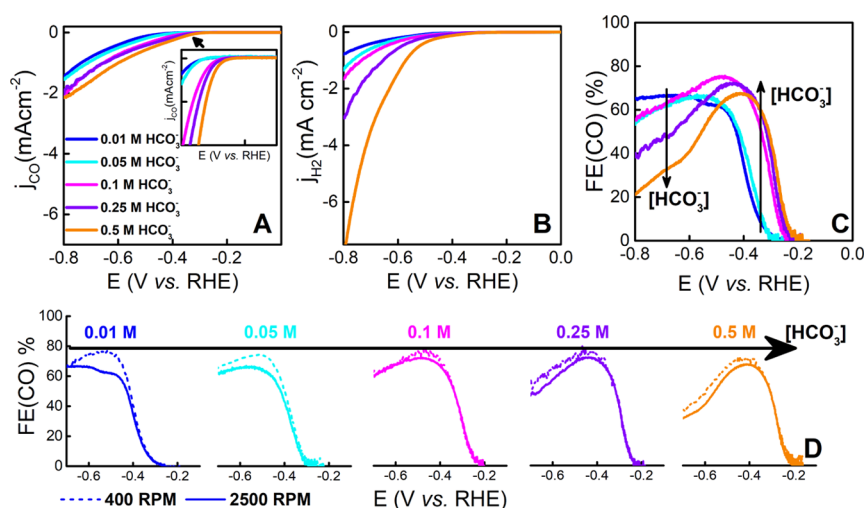 0
-2
-4
-6
j_CO(mAcm⁻²)
j_CO(mAcm⁻²)
E (V vs. RHE)
0.01 M HCO₃⁻
0.05 M HCO₃⁻
0.1 M HCO₃⁻
0.25 M HCO₃⁻
0.5 M HCO₃⁻
A
-0.8 -0.6 -0.4 -0.2
E (V vs. RHE)
0
-2
-4
-6
j_H2(mA cm⁻²)
B
-0.8 -0.6 -0.4 -0.2 0.0
E (V vs. RHE)
100
80
60
40
20
0
FE(CO) (%)
[HCO₃⁻]
[HCO₃⁻]
C
-0.8 -0.6 -0.4 -0.2 0.0
E (V vs. RHE)
100
80
60
40
20
0
FE(CO) %
0.01 M 0.05 M 0.1 M 0.25 M 0.5 M [HCO₃⁻]
D
-0.6 -0.4 -0.2 -0.6 -0.4 -0.2 -0.6 -0.4 -0.2 -0.6 -0.4 -0.2 -0.6 -0.4 -0.2
400 RPM 2500 RPM E (V vs. RHE)